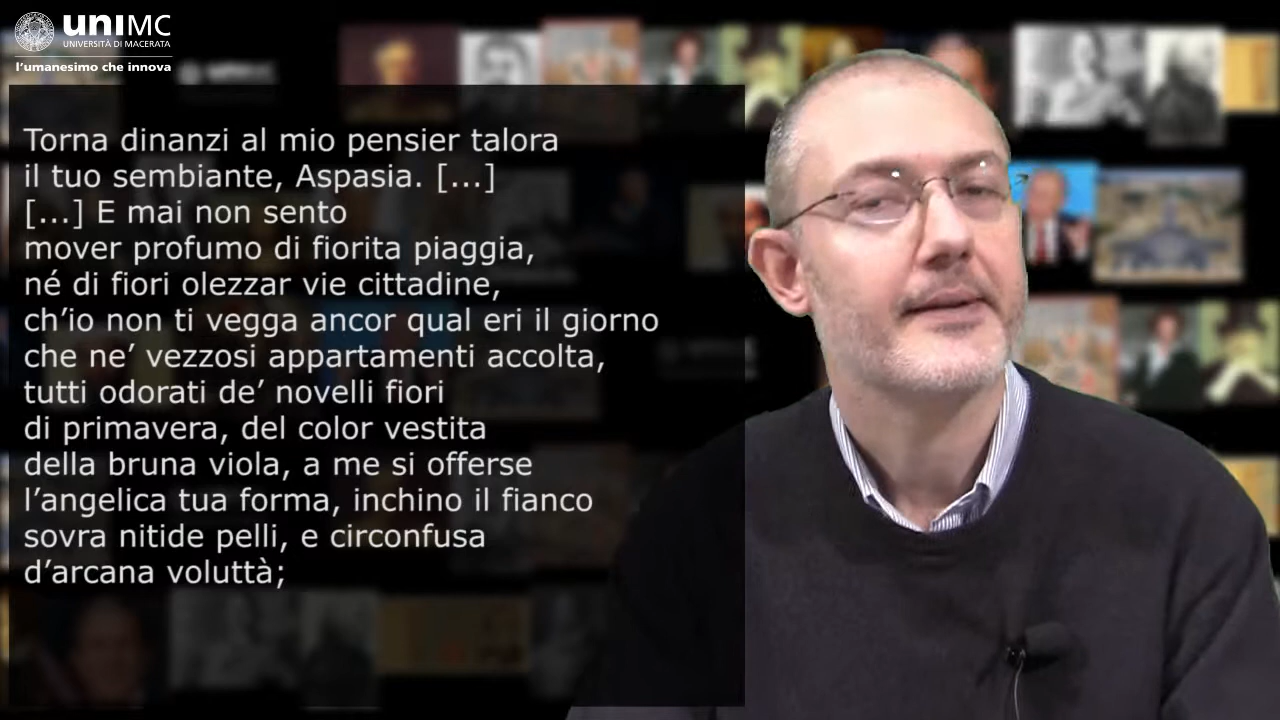 uniMC
UNIVERSITÀ DI MACERATA
l'umanesimo che innova
Torna dinanzi al mio pensier talora
il tuo sembiante, Aspasia. [...]
[...] E mai non sento
mover profumo di fiorita piaggia,
né di fiori olezzar vie cittadine,
ch'io non ti vegga ancor qual eri il giorno
che ne' vezzosi appartamenti accolta,
tutti odorati de' novelli fiori
di primavera, del color vestita
della bruna viola, a me si offerse
l'angelica tua forma, inchino il fianco
sovra nitide pelli, e circonfusa
d'arcana voluttà;